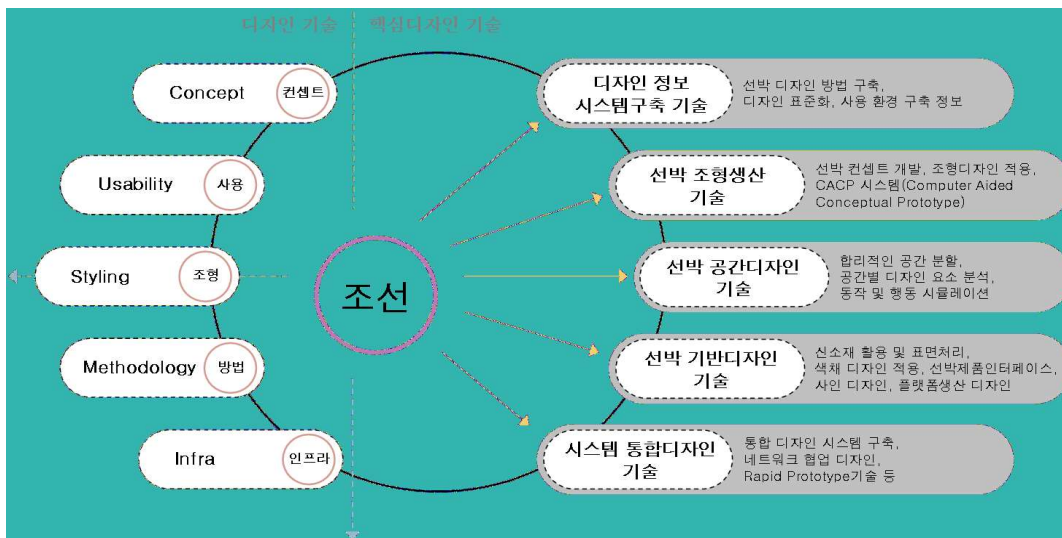 디자인 기술
핵심디자인 기술
Concept 컨셉트
Usability 사용
Styling 조형
Methodology 방법
Infra 인프라
조선
디자인 정보
시스템구축 기술
선박 디자인 방법 구축,
디자인 표준화, 사용 환경 구축 정보
선박 조형생산
기술
선박 컨셉트 개발, 조형디자인 적용,
CACP 시스템(Computer Aided
Conceptual Prototype)
선박 공간디자인
기술
합리적인 공간 분할,
공간별 디자인 요소 분석,
동작 및 행동 시뮬레이션
선박 기반디자인
기술
신소재 활용 및 표면처리,
색채 디자인 적용, 선박제품인터페이스,
사인 디자인, 플랫폼생산 디자인
시스템 통합디자인
기술
통합 디자인 시스템 구축,
네트워크 협업 디자인,
Rapid Prototype기술 등